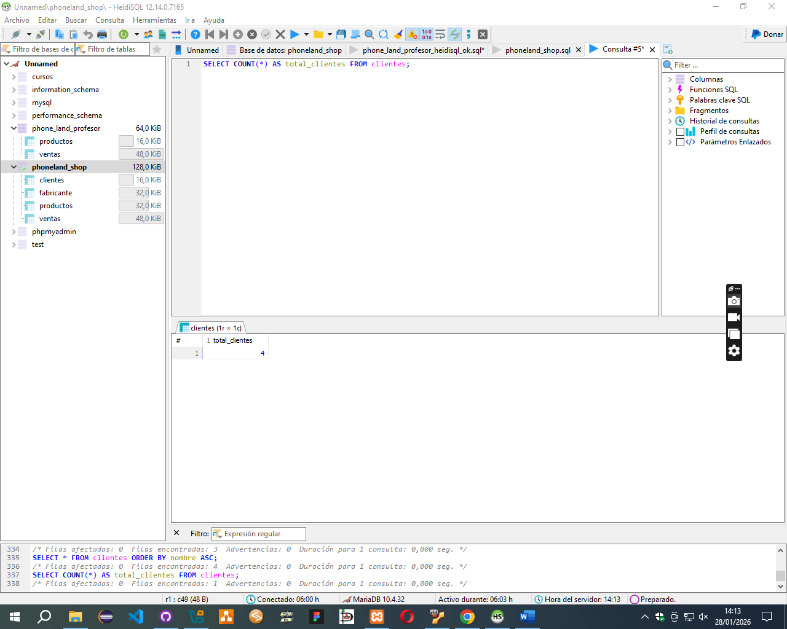 Unnamed\phoneland_shop\ - HeidiSQL 12.14.0.7165
Archivo Editar Buscar Consulta Herramientas Ir a Ayuda
Donar
Filtro de bases de d Filtro de tablas
Unnamed Base de datos: phoneland_shop phone_land_profesor_heidisql_ok.sql* phoneland_shop.sql Consulta #5*
Unnamed
cursos
information_schema
mysql
performance_schema
phone_land_profesor 64,0 KiB
productos 16,0 KiB
ventas 48,0 KiB
phoneland_shop 128,0 KiB
clientes 16,0 KiB
fabricante 32,0 KiB
productos 32,0 KiB
ventas 48,0 KiB
phpmyadmin
test
1 SELECT COUNT(*) AS total_clientes FROM clientes;
Filter ...
Columnas
Funciones SQL
Palabras clave SQL
Fragmentos
Historial de consultas
Perfil de consultas
Parámetros Enlazados
clientes (1r × 1c)
# 1 total_clientes
1 4
Filtro: Expresión regular
334 /* Filas afectadas: 0 Filas encontradas: 3 Advertencias: 0 Duración para 1 consulta: 0,000 seg. */
335 SELECT * FROM clientes ORDER BY nombre ASC;
336 /* Filas afectadas: 0 Filas encontradas: 4 Advertencias: 0 Duración para 1 consulta: 0,000 seg. */
337 SELECT COUNT(*) AS total_clientes FROM clientes;
338 /* Filas afectadas: 0 Filas encontradas: 1 Advertencias: 0 Duración para 1 consulta: 0,000 seg. */
r1 : c49 (48 B) Conectado: 06:00 h MariaDB 10.4.32 Activo durante: 06:03 h Hora del servidor: 14:13 Preparado.
14:13
28/01/2026